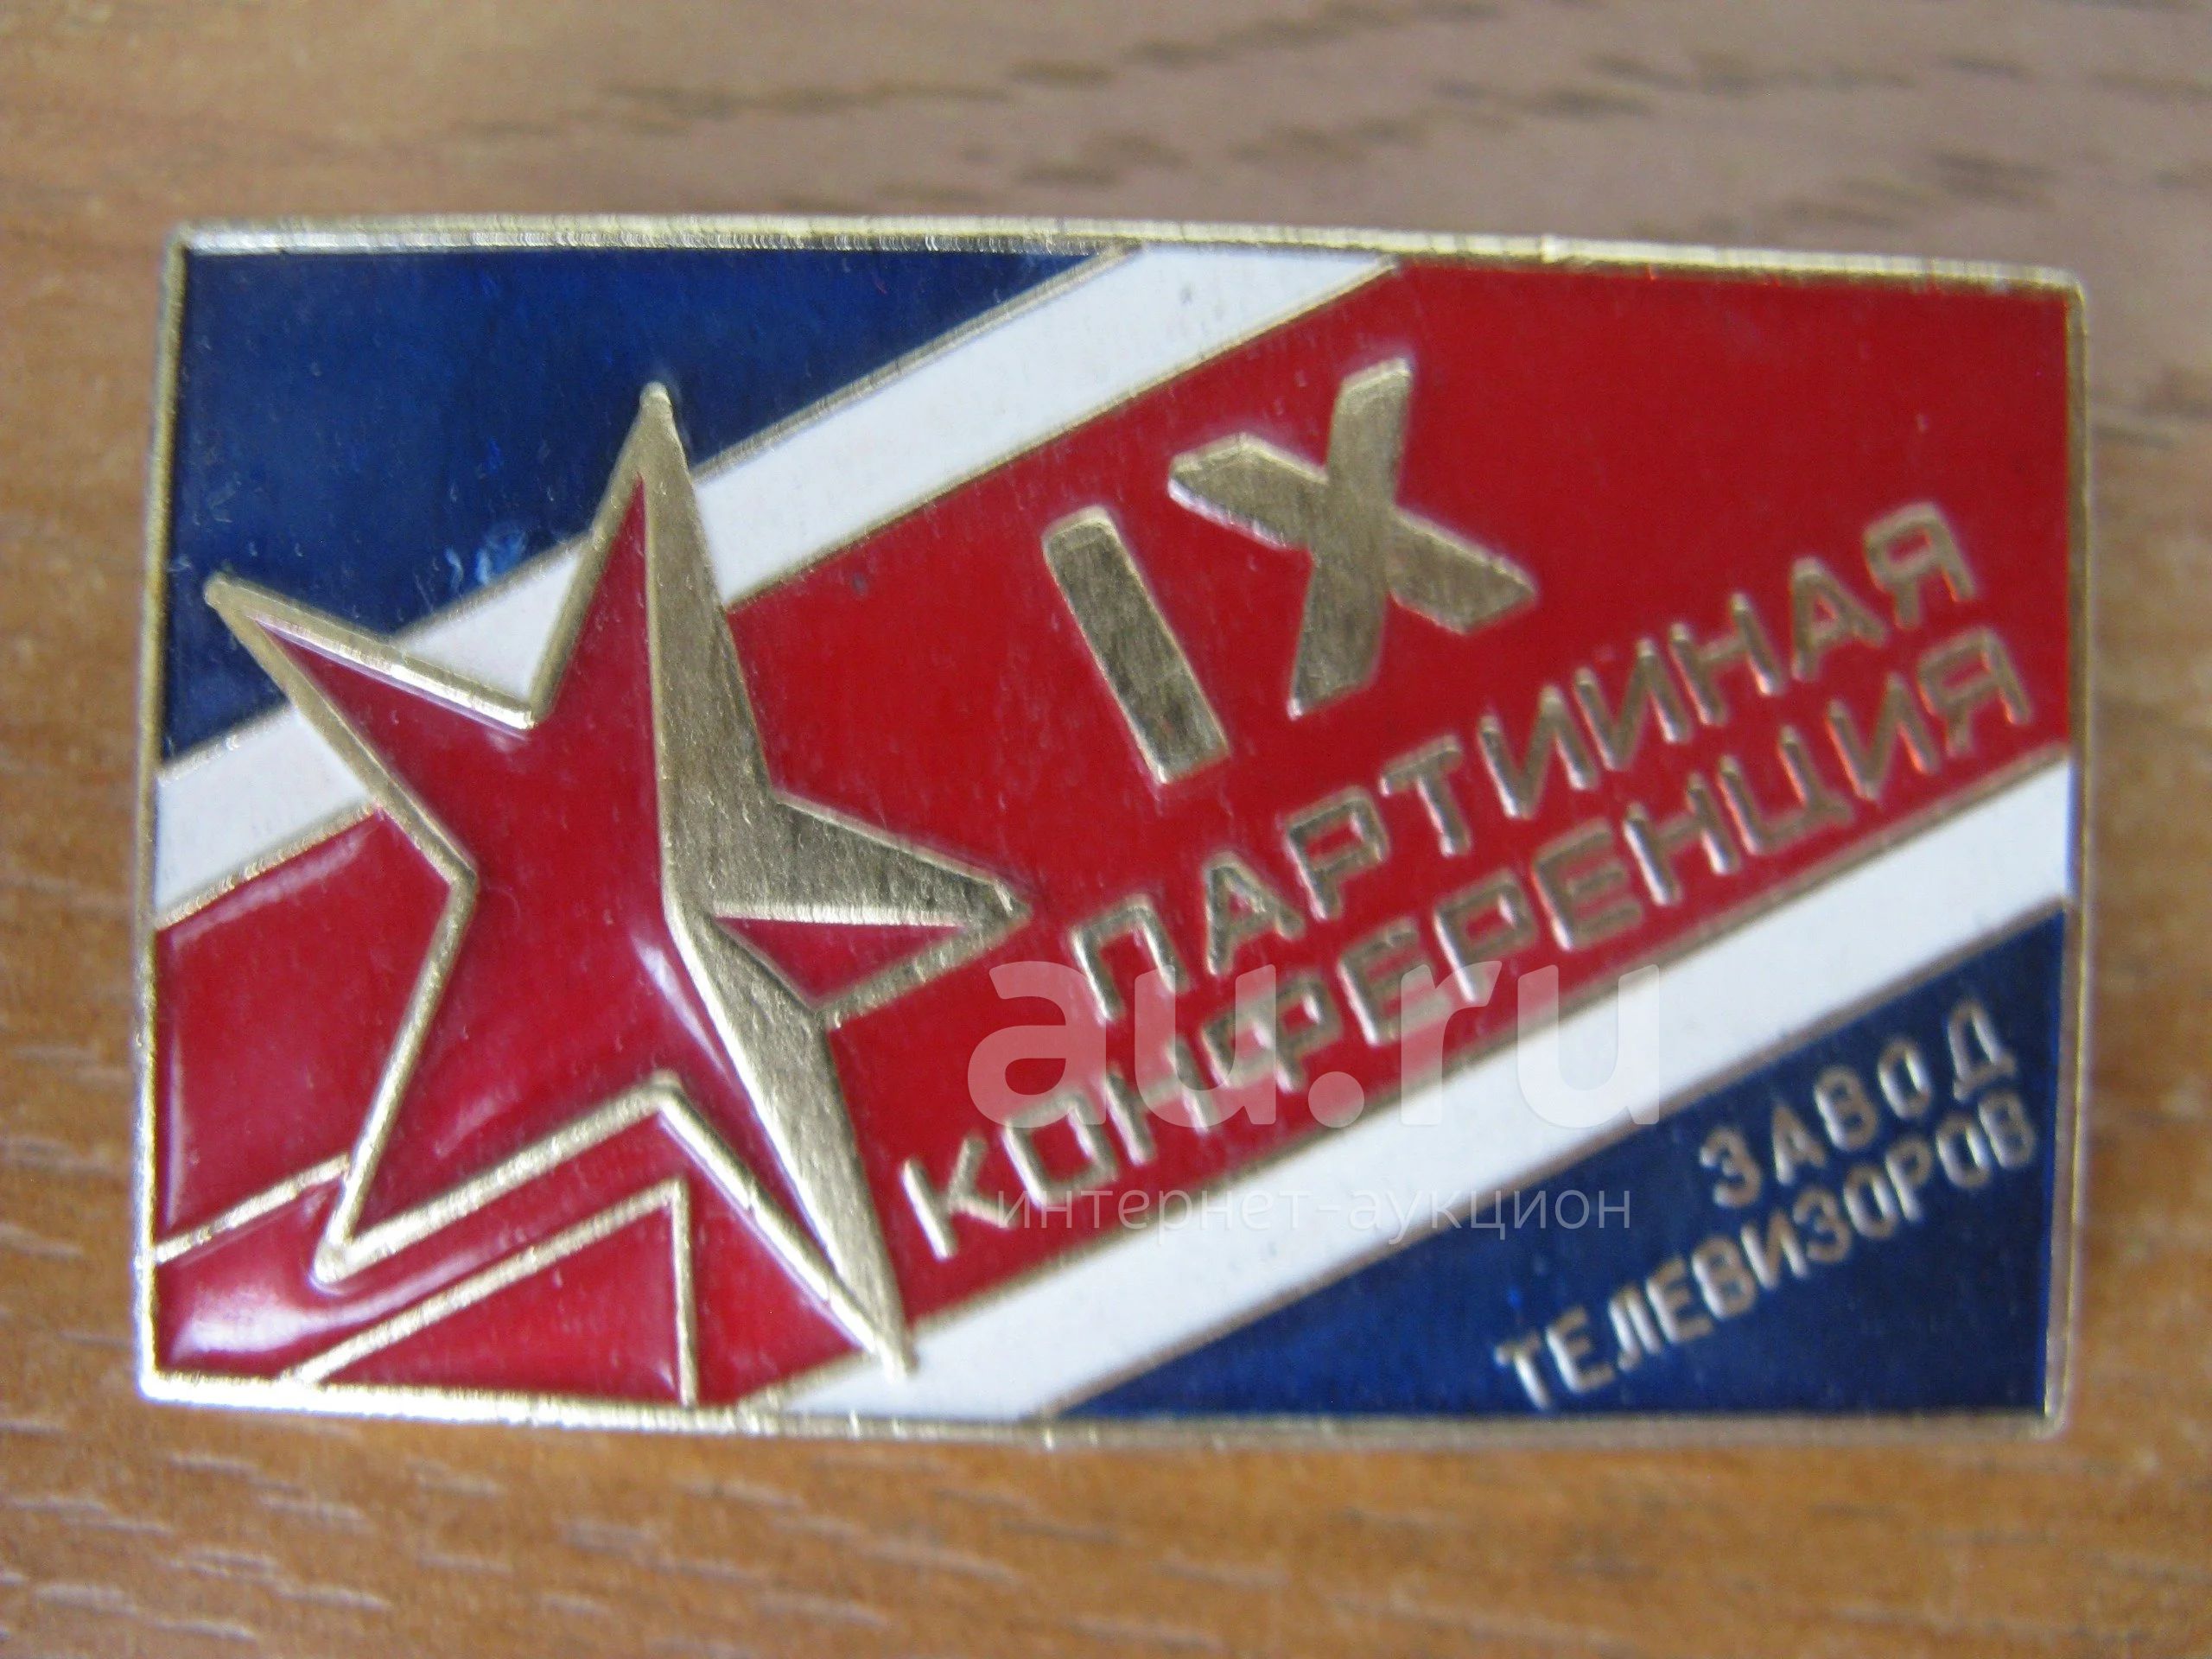 IX
ПАРТИЙНАЯ
КОНФЕРЕНЦИЯ
ЗАВОД
ТЕЛЕВИЗОРОВ
au.ru
интернет-аукцион